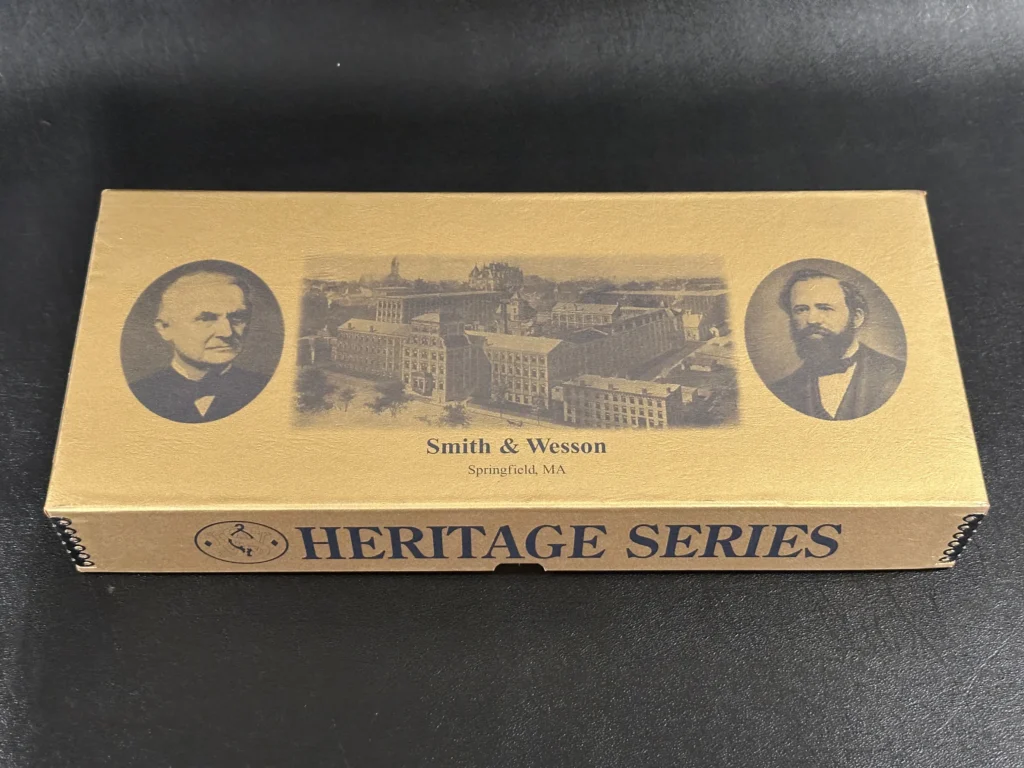 Smith & Wesson
Springfield, MA
HERITAGE SERIES